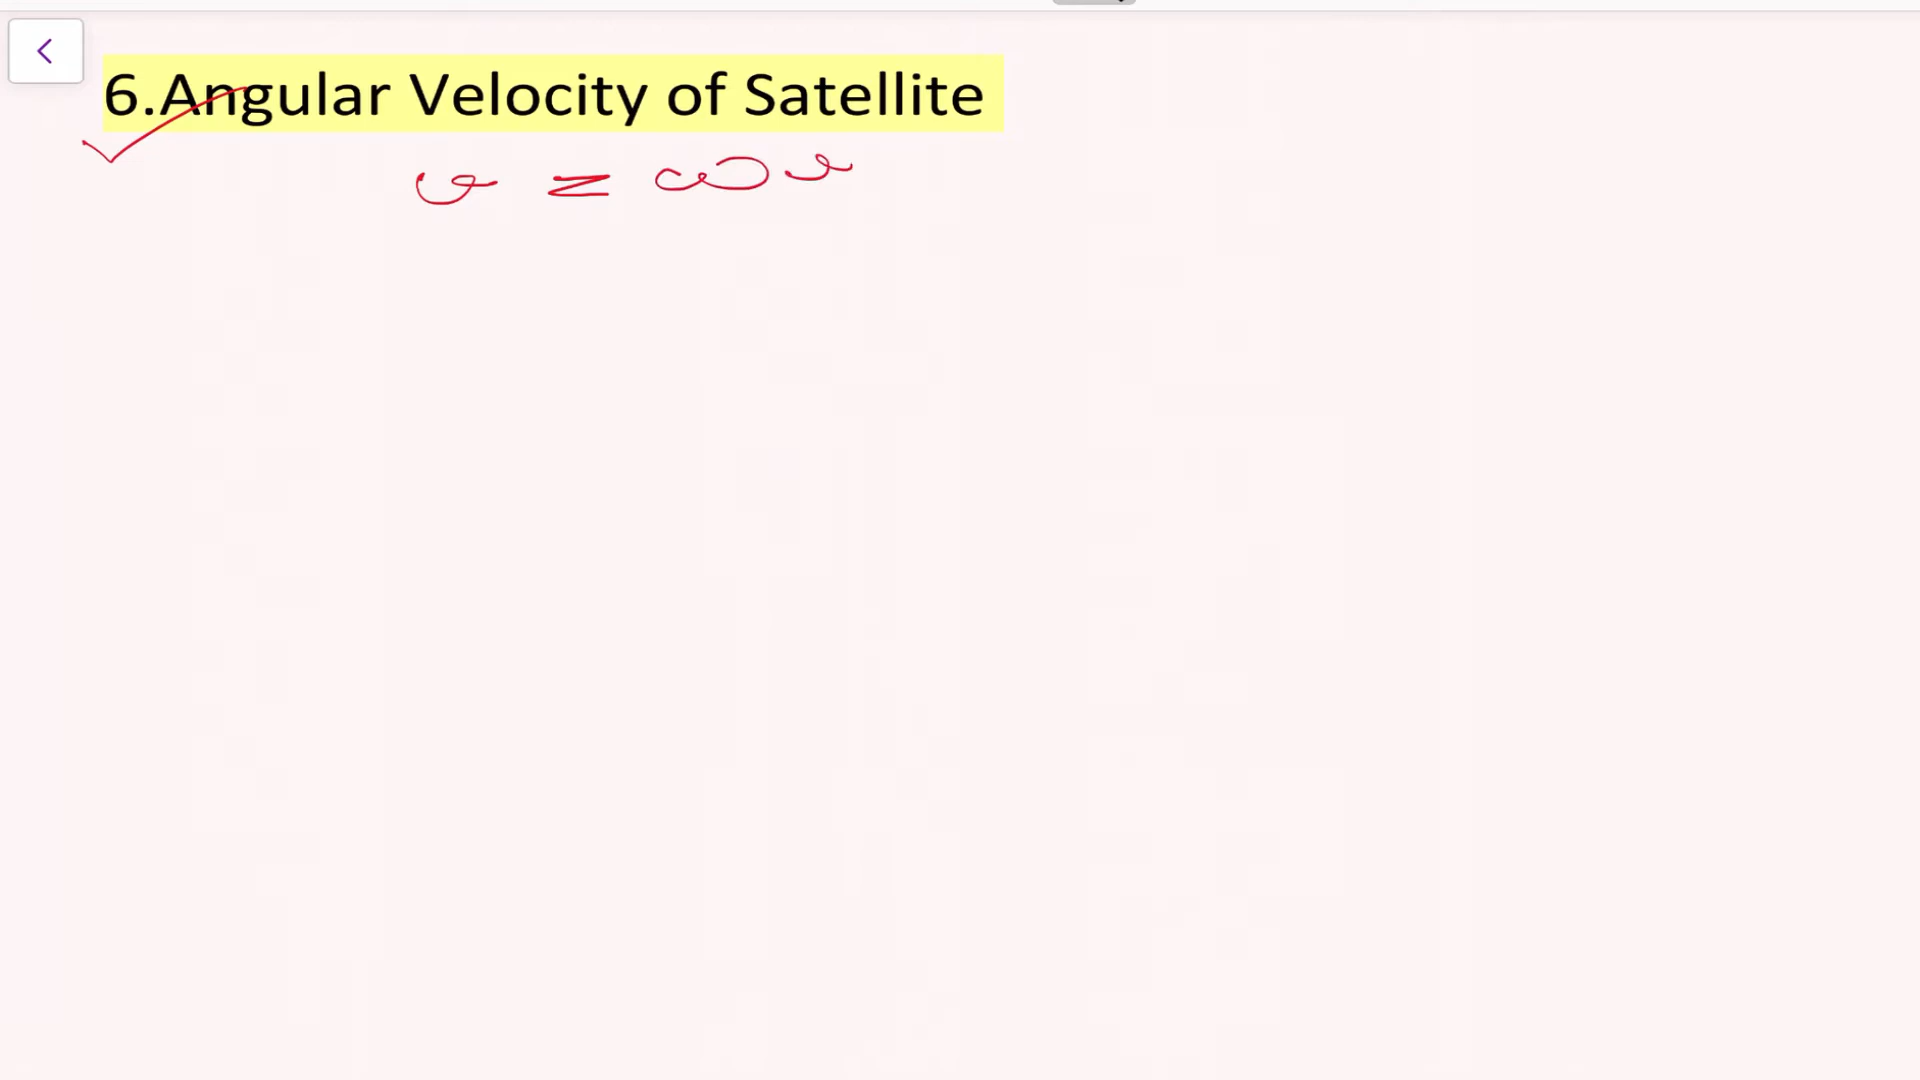 6.Angular Velocity of Satellite
v = ωr